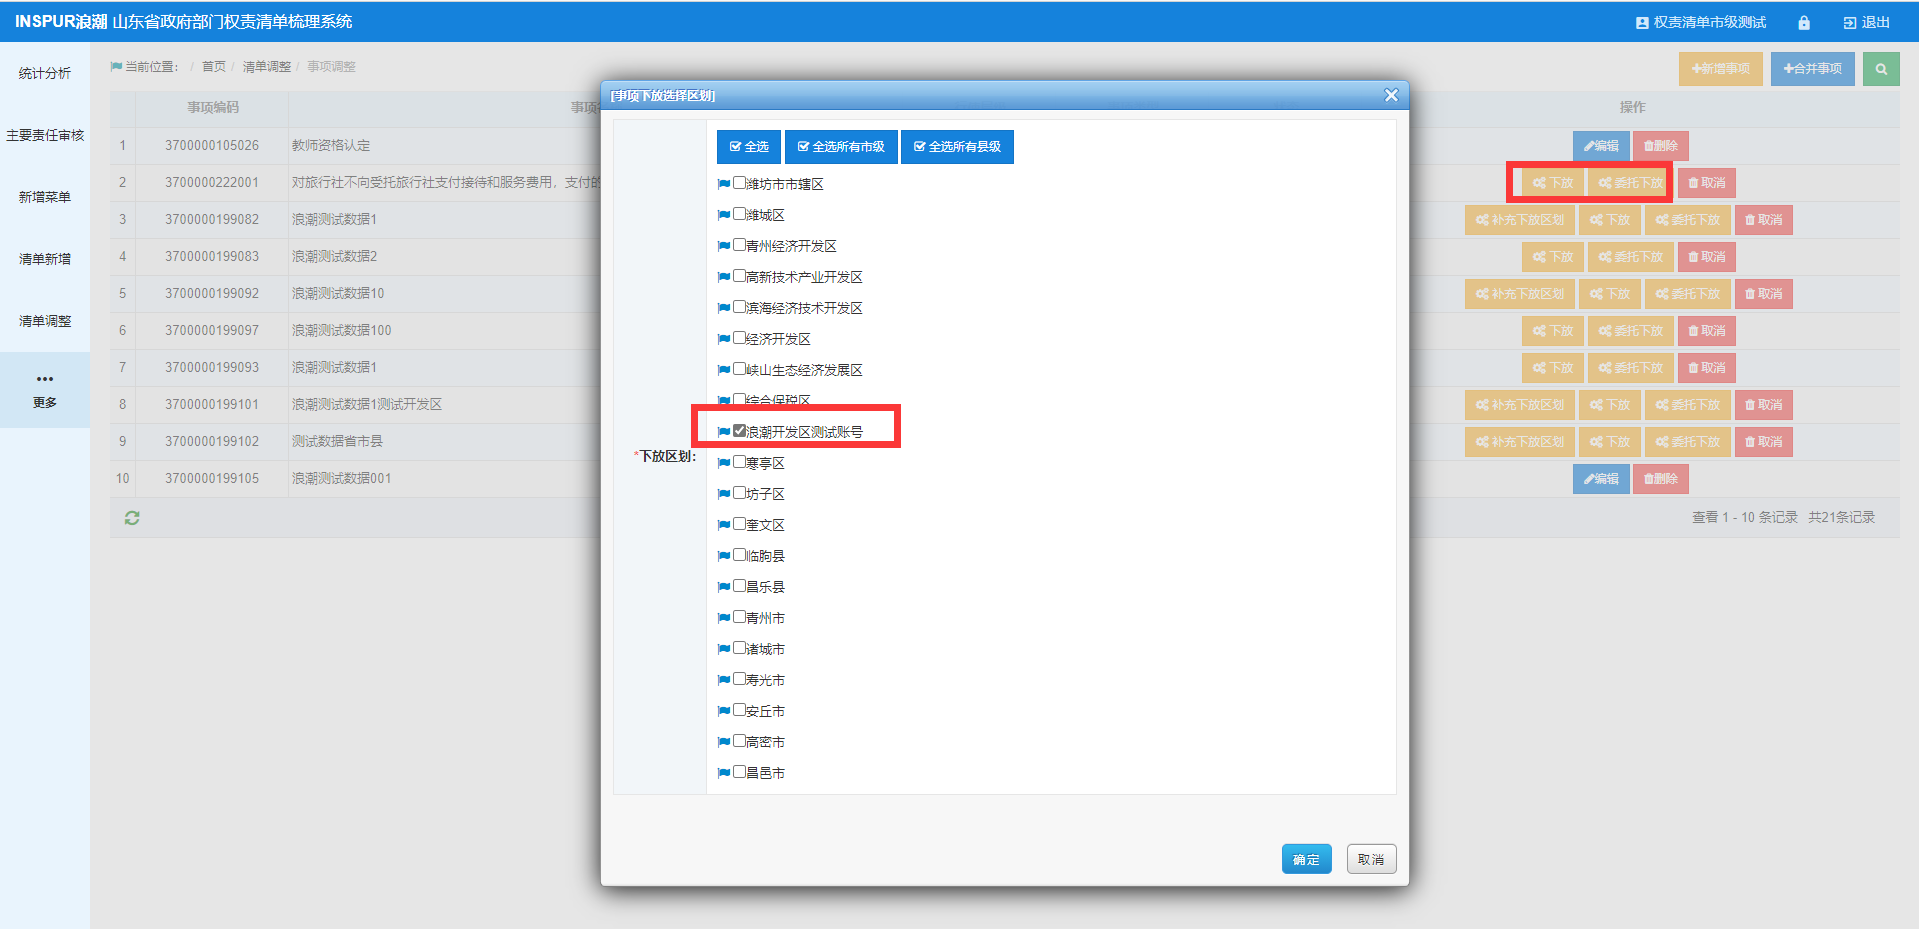 INSPUR浪潮 山东省政府部门权责清单梳理系统
权责清单市级测试
退出
统计分析
主要责任审核
新增菜单
清单新增
清单调整
更多
当前位置： / 首页 / 清单调整 / 事项调整
+新增事项
+合并事项
事项编码
事项
操作
1 3700000105026 教师资格认定 编辑 删除
2 3700000222001 对旅行社不向受托旅行社支付接待和服务费用，支付的 下放 委托下放 取消
3 3700000199082 浪潮测试数据1 补充下放区划 下放 委托下放 取消
4 3700000199083 浪潮测试数据2 下放 委托下放 取消
5 3700000199092 浪潮测试数据10 补充下放区划 下放 委托下放 取消
6 3700000199097 浪潮测试数据100 下放 委托下放 取消
7 3700000199093 浪潮测试数据1 下放 委托下放 取消
8 3700000199101 浪潮测试数据1测试开发区 补充下放区划 下放 委托下放 取消
9 3700000199102 测试数据省市县 补充下放区划 下放 委托下放 取消
10 3700000199105 浪潮测试数据001 编辑 删除
查看 1 - 10 条记录 共21条记录
[事项下放选择区划]
全选
全选所有市级
全选所有县级
*下放区划：
潍坊市市辖区
潍城区
青州经济开发区
高新技术产业开发区
滨海经济技术开发区
经济开发区
峡山生态经济发展区
综合保税区
浪潮开发区测试账号
寒亭区
坊子区
奎文区
临朐县
昌乐县
青州市
诸城市
寿光市
安丘市
高密市
昌邑市
确定
取消